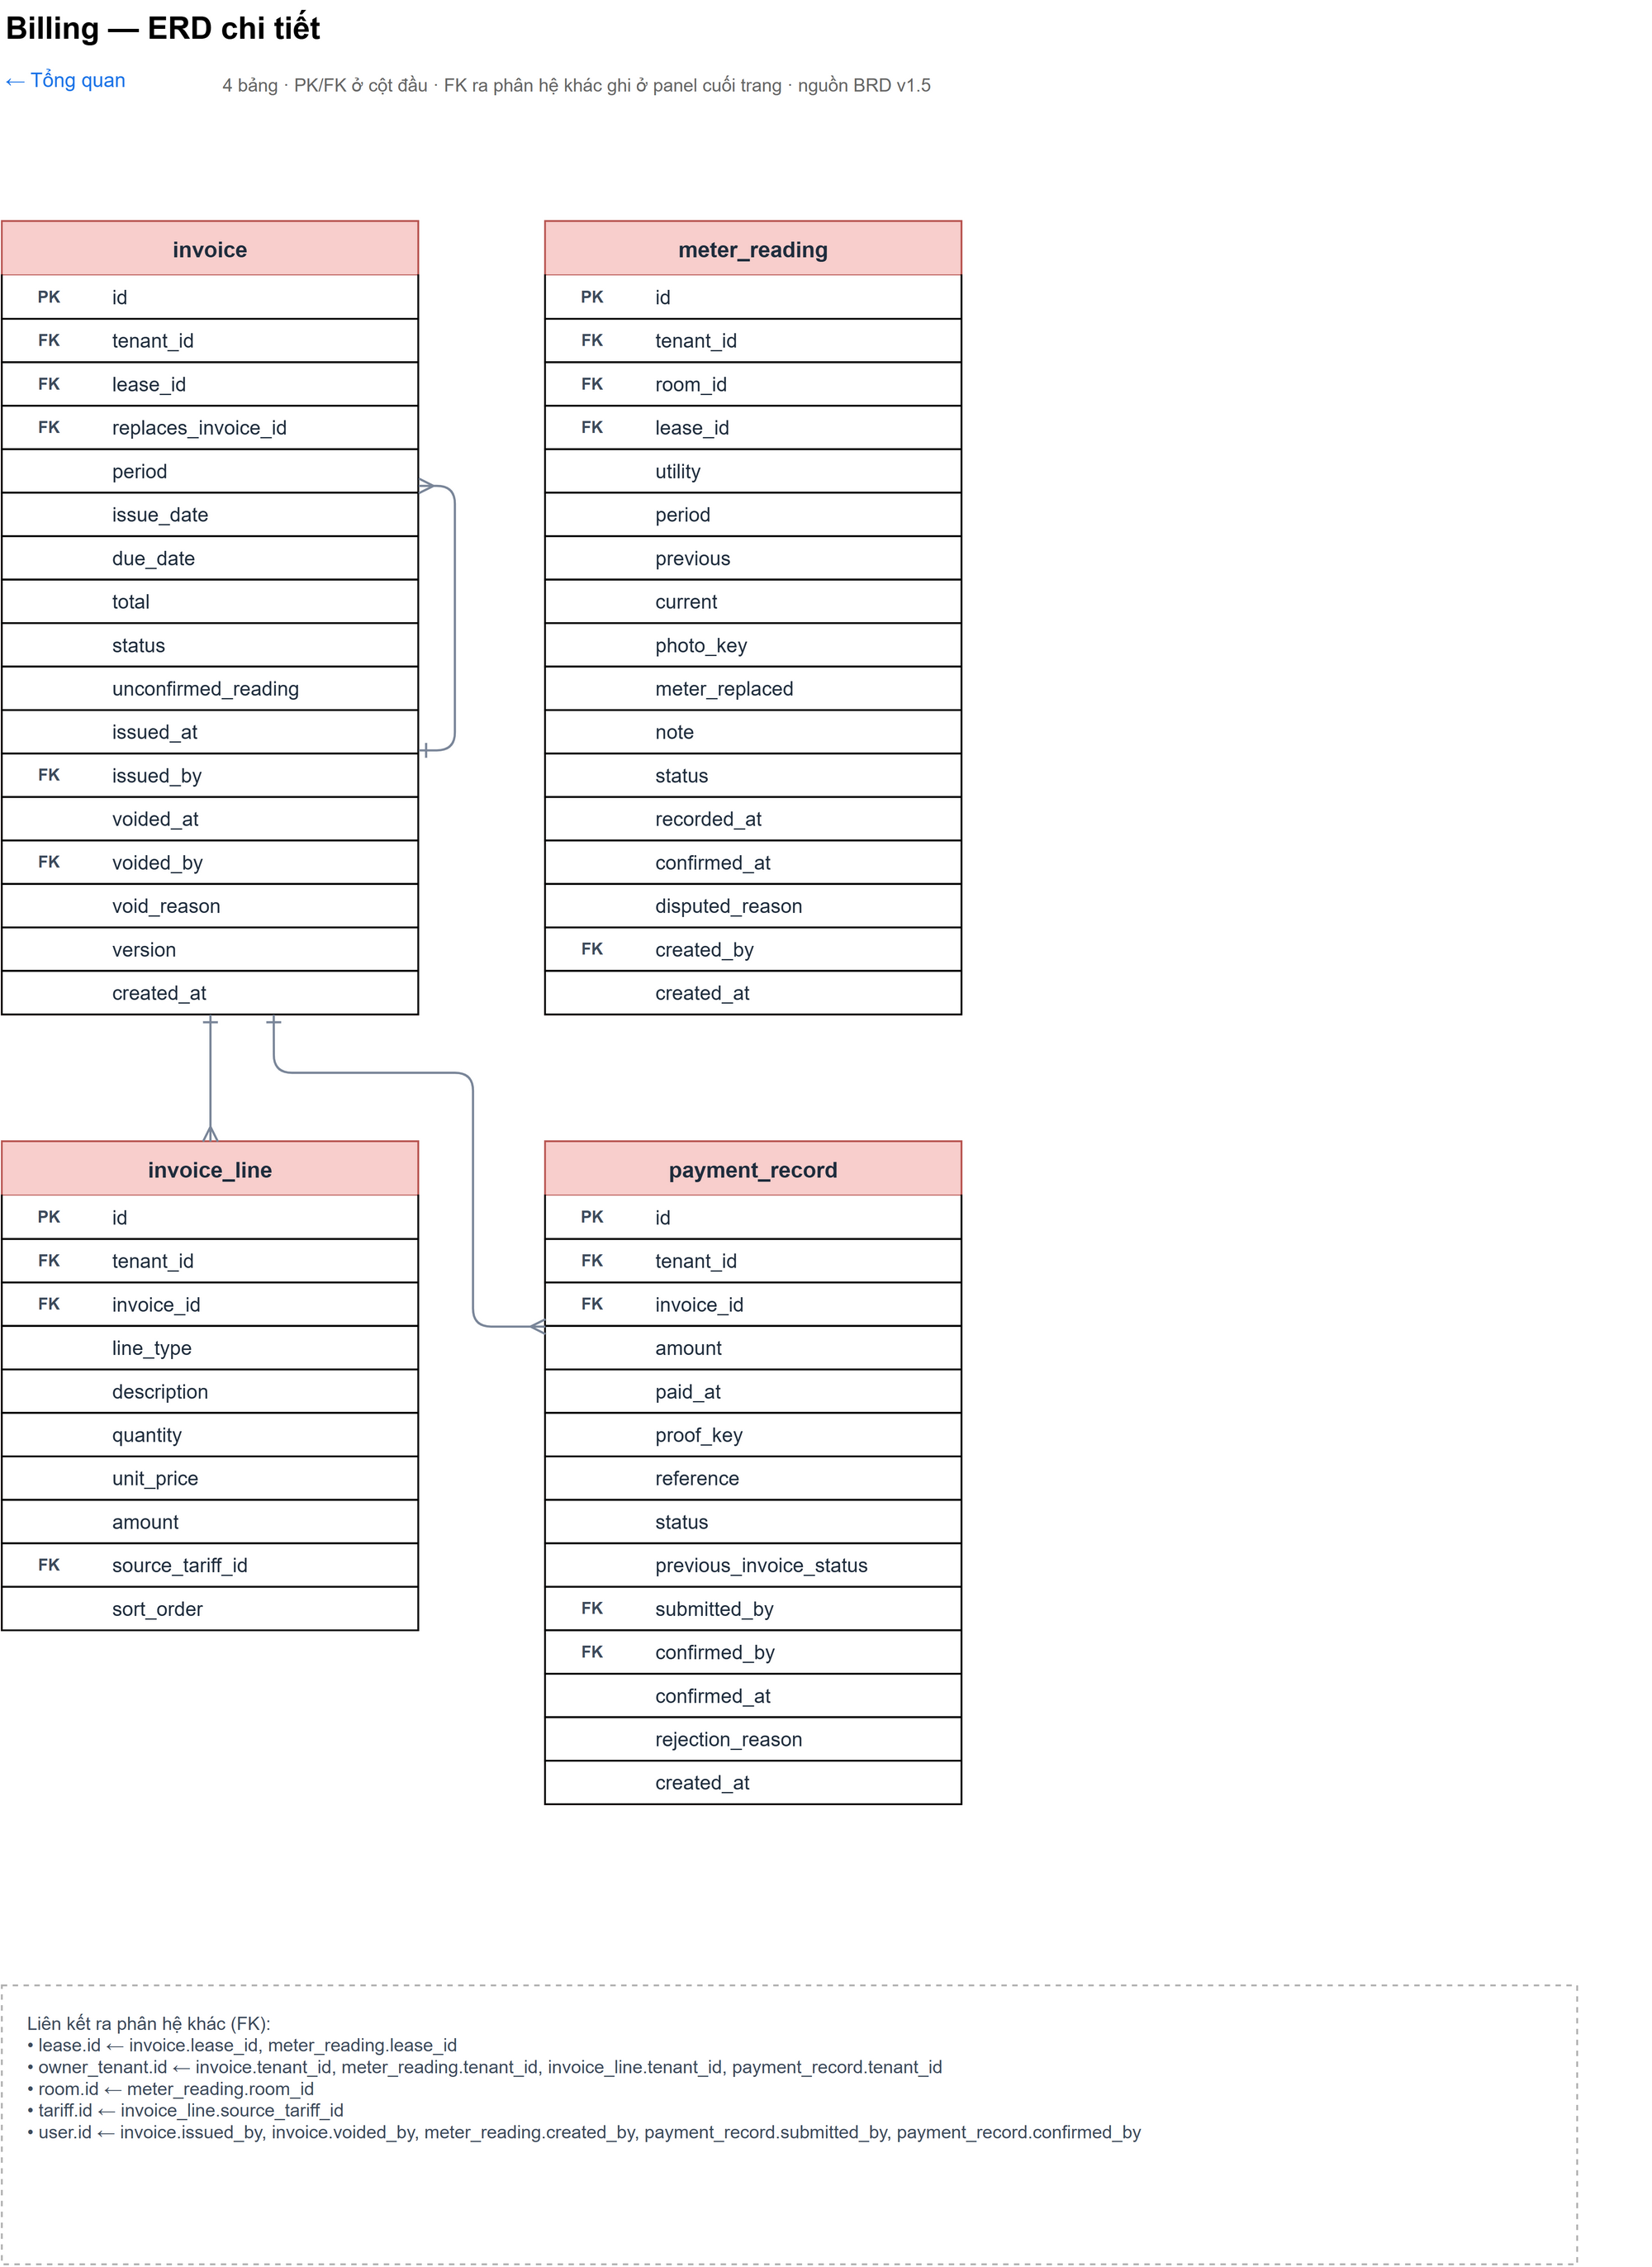 Billing — ERD chi tiết
← Tổng quan
4 bảng · PK/FK ở cột đầu · FK ra phân hệ khác ghi ở panel cuối trang · nguồn BRD v1.5
invoice
PK id
FK tenant_id
FK lease_id
FK replaces_invoice_id
period
issue_date
due_date
total
status
unconfirmed_reading
issued_at
FK issued_by
voided_at
FK voided_by
void_reason
version
created_at
meter_reading
PK id
FK tenant_id
FK room_id
FK lease_id
utility
period
previous
current
photo_key
meter_replaced
note
status
recorded_at
confirmed_at
disputed_reason
FK created_by
created_at
invoice_line
PK id
FK tenant_id
FK invoice_id
line_type
description
quantity
unit_price
amount
FK source_tariff_id
sort_order
payment_record
PK id
FK tenant_id
FK invoice_id
amount
paid_at
proof_key
reference
status
previous_invoice_status
FK submitted_by
FK confirmed_by
confirmed_at
rejection_reason
created_at
Liên kết ra phân hệ khác (FK):
• lease.id ← invoice.lease_id, meter_reading.lease_id
• owner_tenant.id ← invoice.tenant_id, meter_reading.tenant_id, invoice_line.tenant_id, payment_record.tenant_id
• room.id ← meter_reading.room_id
• tariff.id ← invoice_line.source_tariff_id
• user.id ← invoice.issued_by, invoice.voided_by, meter_reading.created_by, payment_record.submitted_by, payment_record.confirmed_by